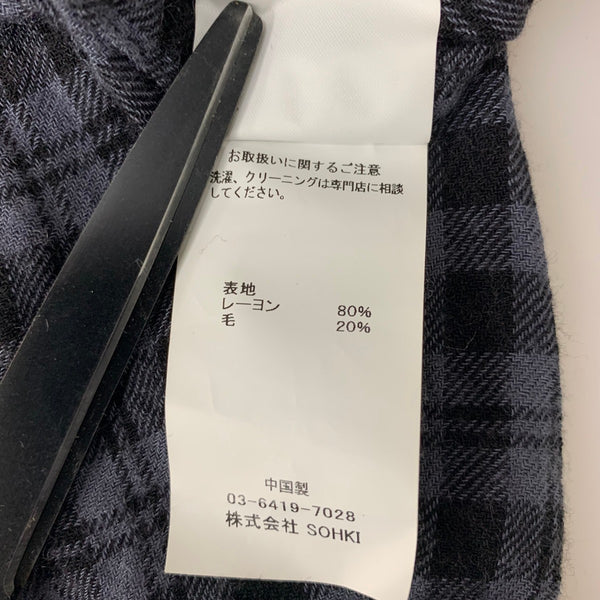 お取扱いに関するご注意
洗濯、クリーニングは専門店に相談
してください。
表地
レーヨン 80%
毛 20%
中国製
03-6419-7028
株式会社 SOHKI